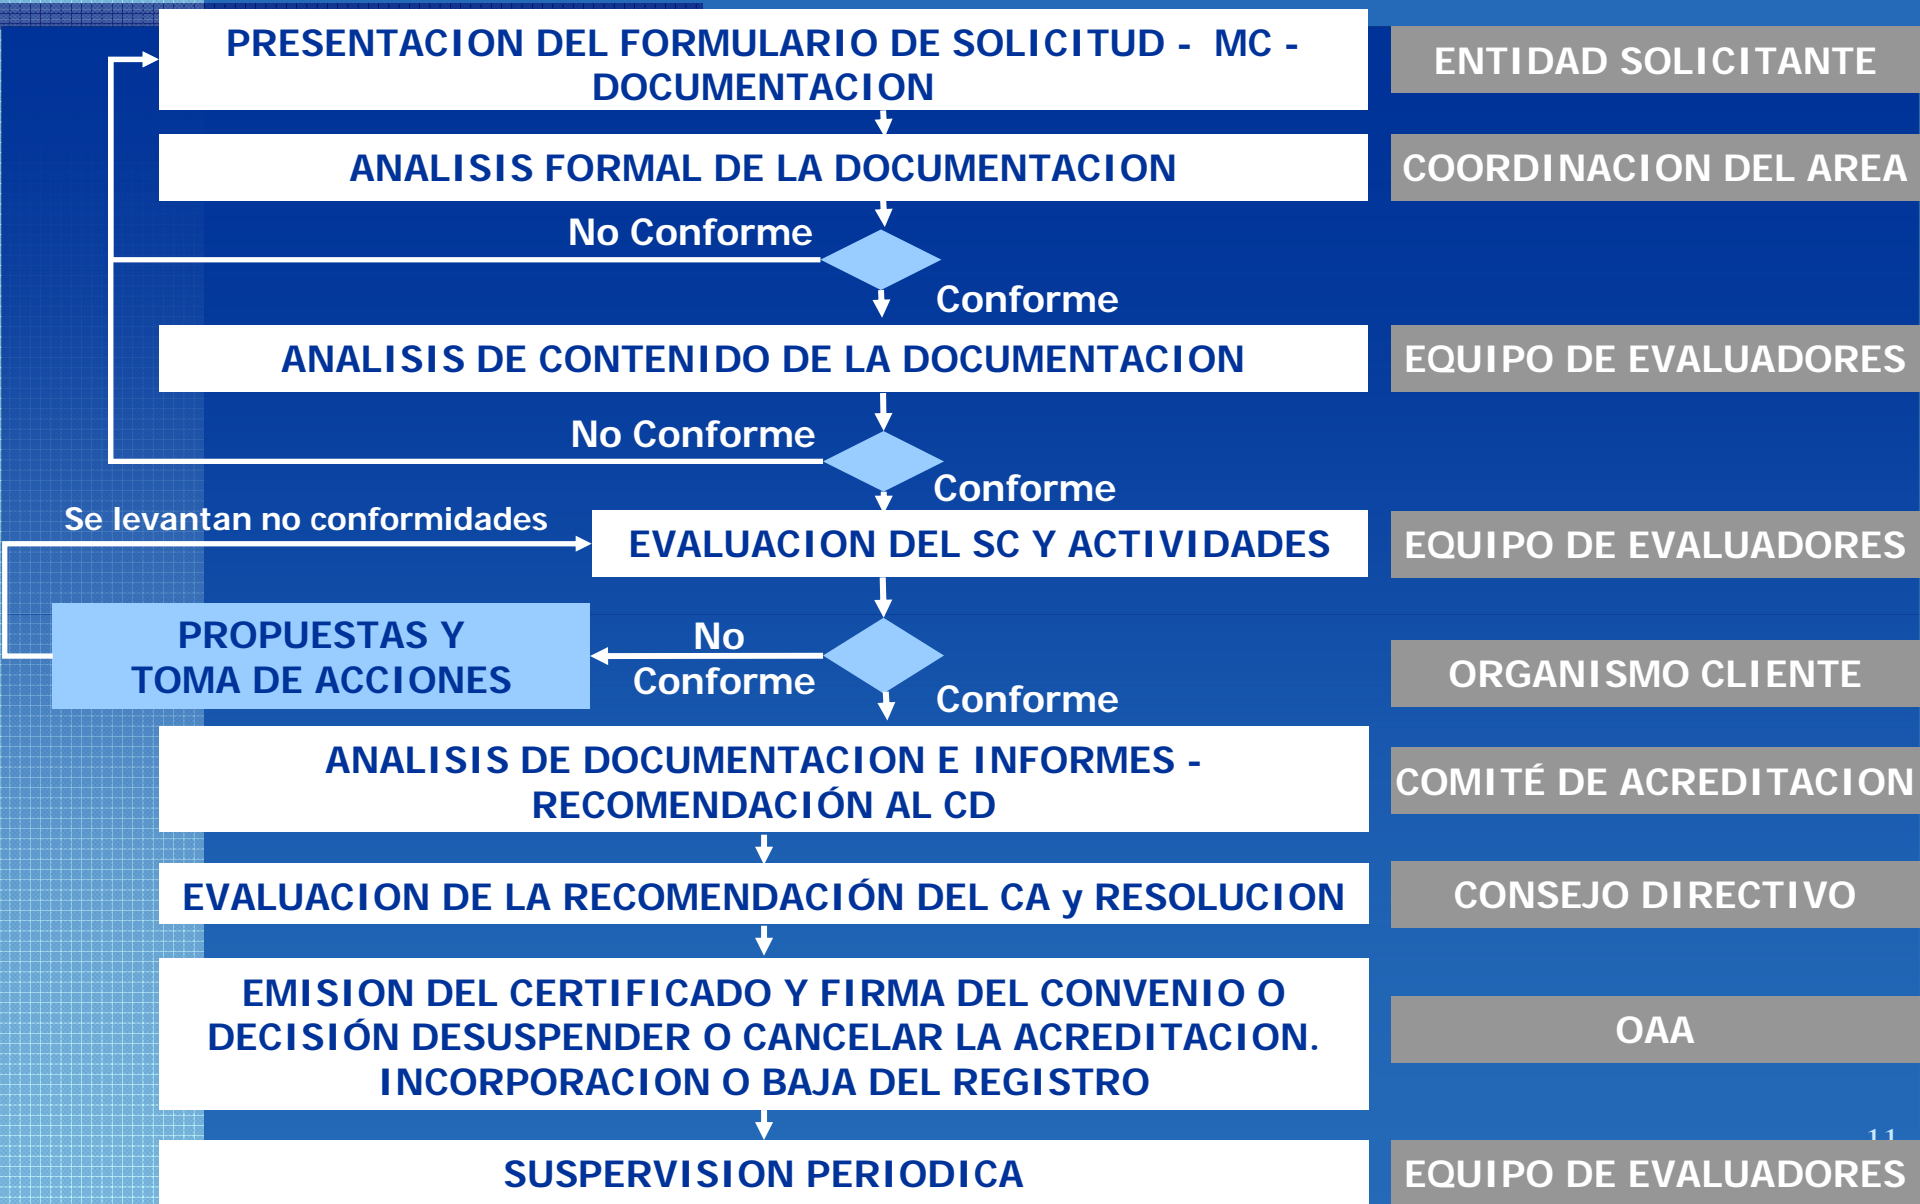 PRESENTACION DEL FORMULARIO DE SOLICITUD - MC -
DOCUMENTACION
ENTIDAD SOLICITANTE
ANALISIS FORMAL DE LA DOCUMENTACION
COORDINACION DEL AREA
No Conforme
Conforme
ANALISIS DE CONTENIDO DE LA DOCUMENTACION
EQUIPO DE EVALUADORES
No Conforme
Conforme
Se levantan no conformidades
EVALUACION DEL SC Y ACTIVIDADES
EQUIPO DE EVALUADORES
PROPUESTAS Y
TOMA DE ACCIONES
No
Conforme
ORGANISMO CLIENTE
Conforme
ANALISIS DE DOCUMENTACION E INFORMES -
RECOMENDACIÓN AL CD
COMITÉ DE ACREDITACION
EVALUACION DE LA RECOMENDACIÓN DEL CA y RESOLUCION
CONSEJO DIRECTIVO
EMISION DEL CERTIFICADO Y FIRMA DEL CONVENIO O
DECISIÓN DESUSPENDER O CANCELAR LA ACREDITACION.
INCORPORACION O BAJA DEL REGISTRO
OAA
11
SUSPERVISION PERIODICA
EQUIPO DE EVALUADORES